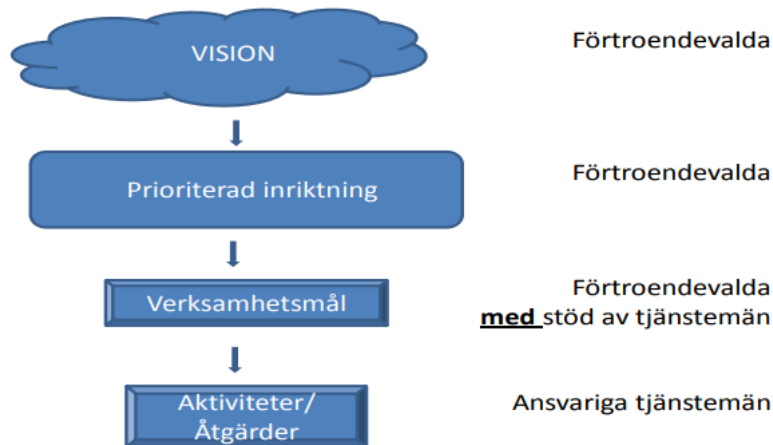 VISION
Förtroendevalda
Prioriterad inriktning
Förtroendevalda
Verksamhetsmål
Förtroendevalda
med stöd av tjänstemän
Aktiviteter/
Åtgärder
Ansvariga tjänstemän